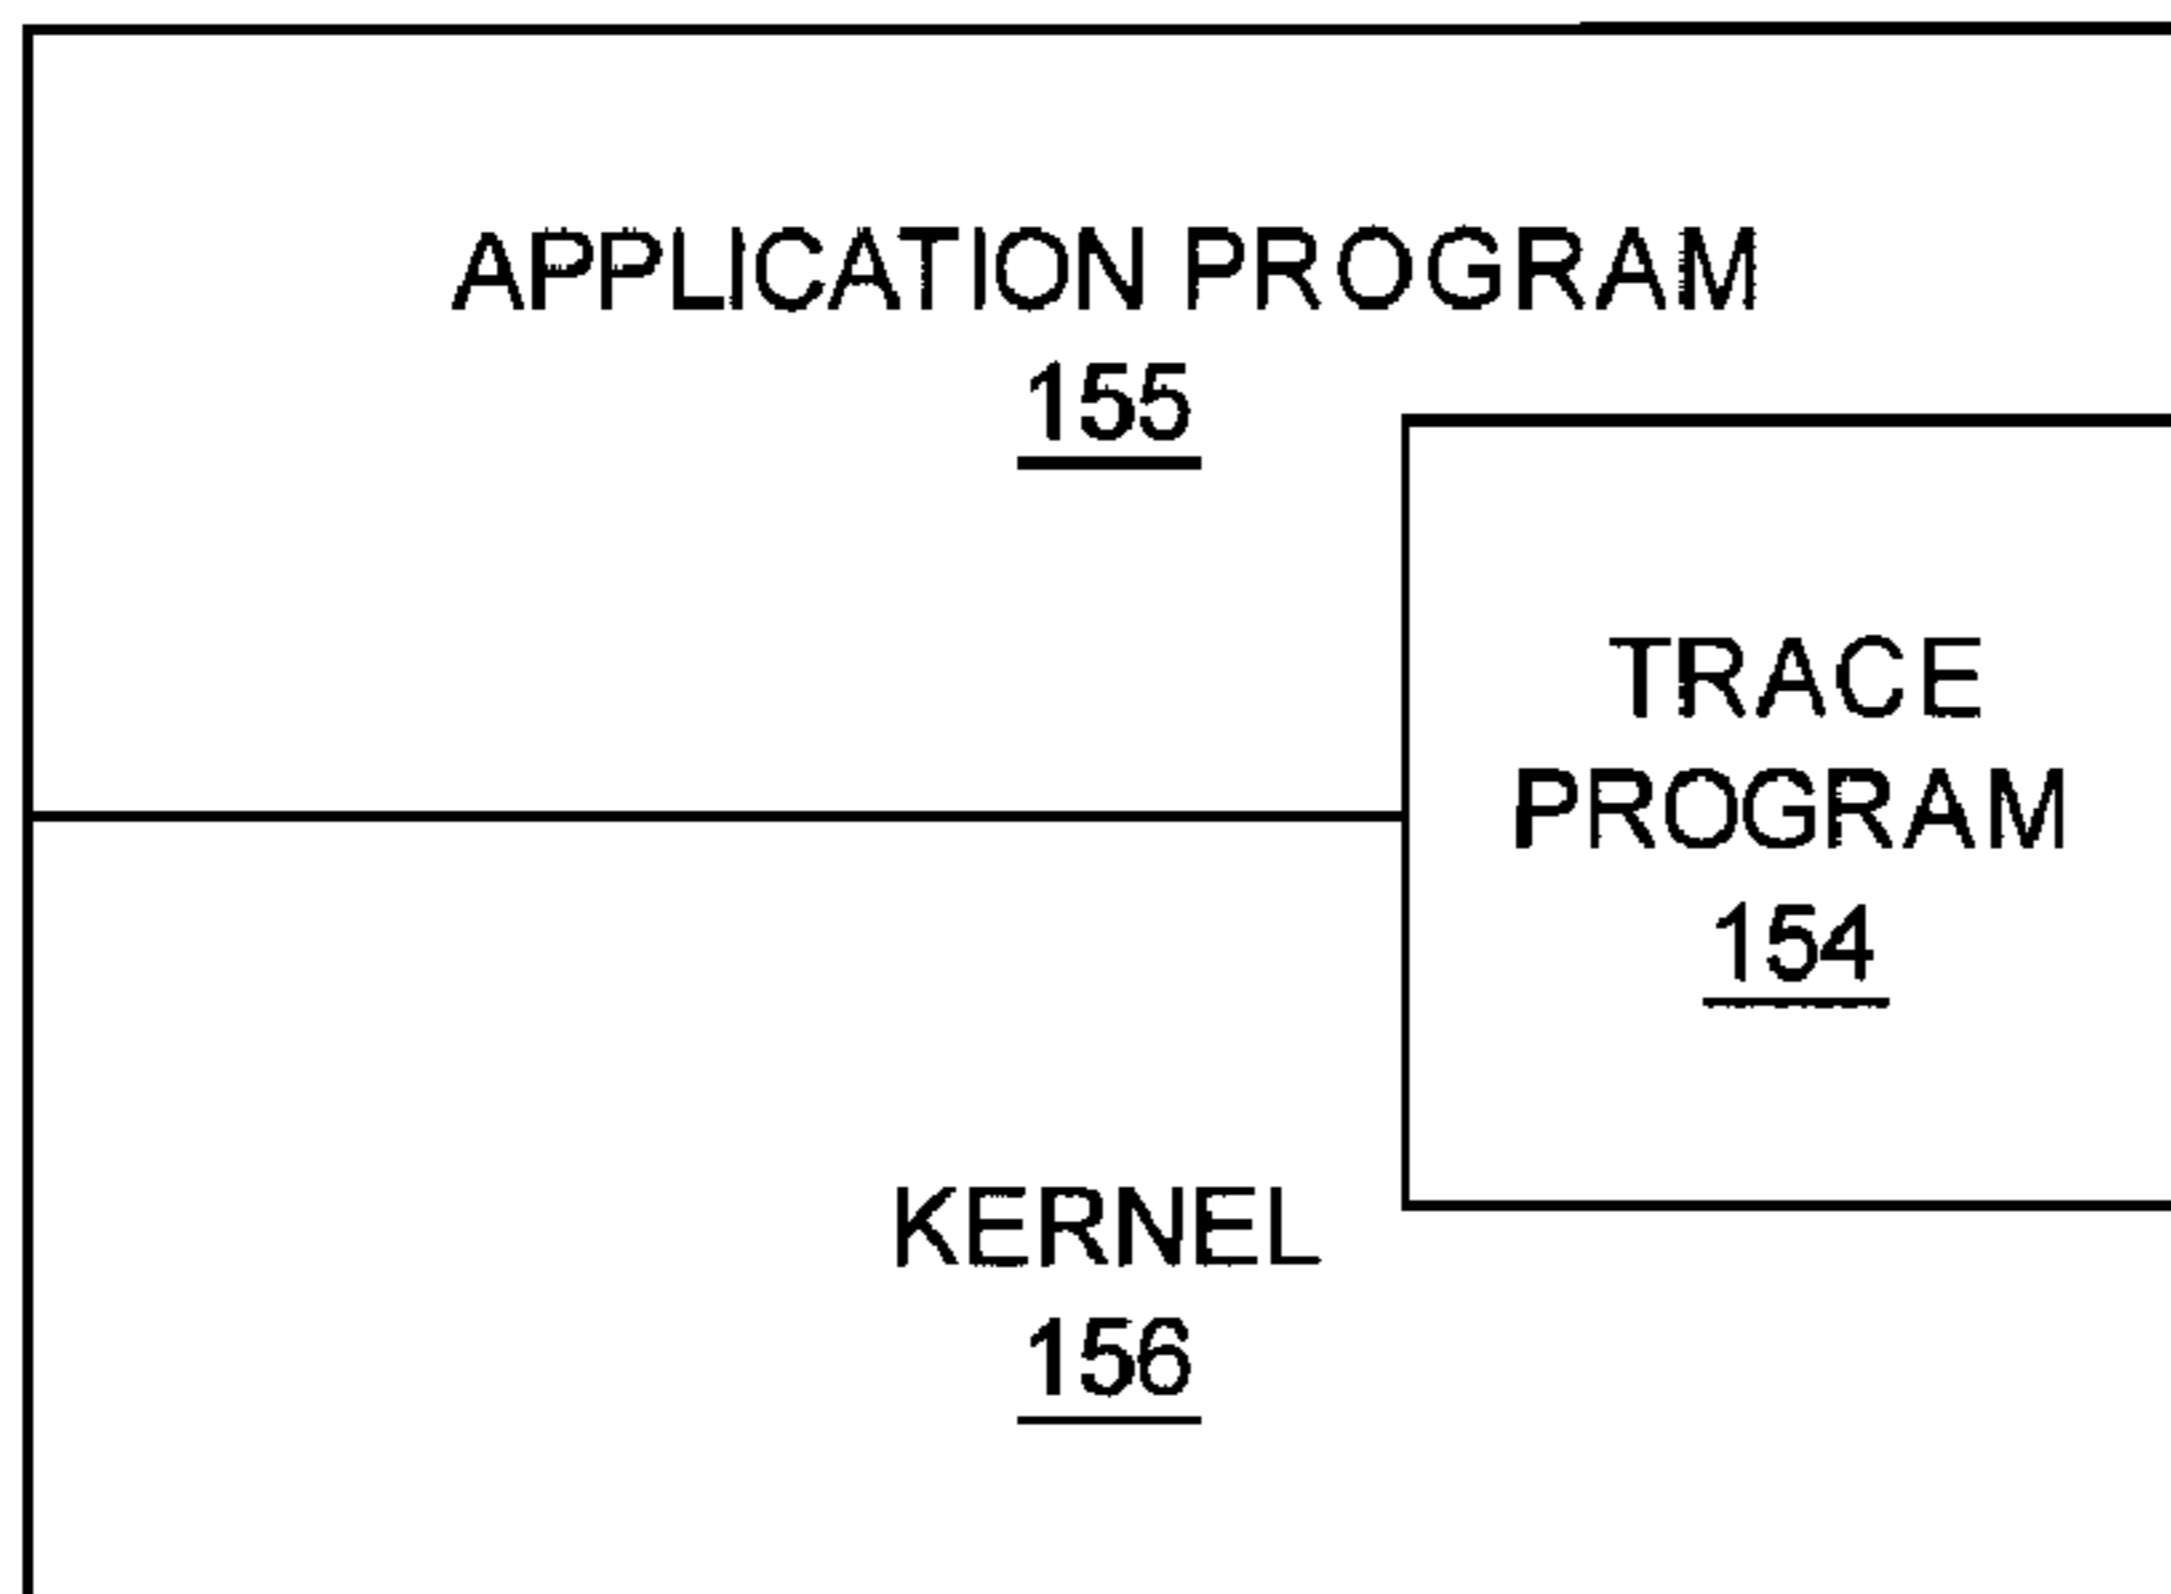 APPLICATION PROGRAM
155
TRACE
PROGRAM
154
KERNEL
156